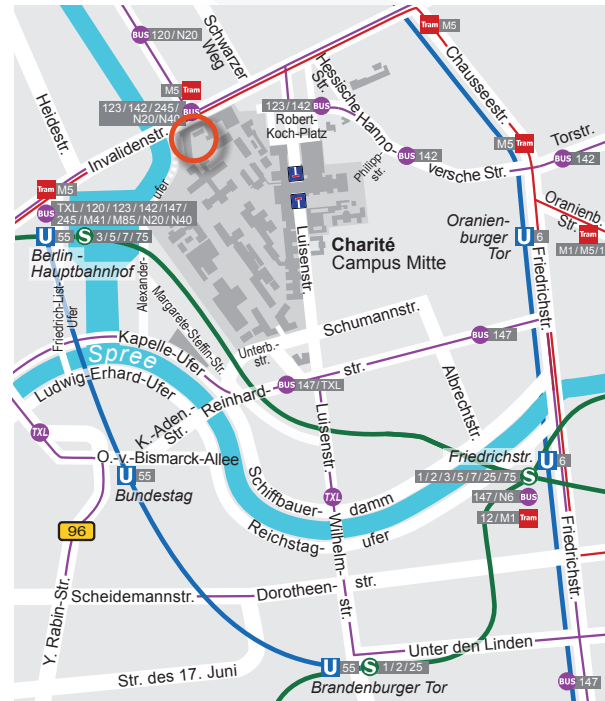 BUS 120/N20
Schwarzer
Weg
Tram M5
M5 Tram
Heidestr.
Hessische
Str.
Chausseestr.
123/142/245/
N20/N40
BUS
123/142 BUS
Robert-
Koch-Platz
Invalidenstr.
Hanno
versche Str.
M5 Tram
Torstr.
BUS 142
BUS 142
Philipp-
str.
Tram M5
ufer
BUS TXL/120/123/142/147/
245/M41/M85/N20/N40
U 55 S 3/5/7/75
Berlin -
Hauptbahnhof
Oranienb.
Str.
Tram
M1/M5/1
Oranien-
burger
Tor
U 6
Luisenstr.
Charité
Campus Mitte
Friedrich-List
Ufer
Alexander-
Margarete-Steffin-Str.
Friedrichstr.
Schumannstr.
Unterb.-
str.
BUS 147
Kapelle-Ufer
Spree
Ludwig-Erhard-Ufer
Reinhard-
str.
BUS 147/TXL
Albrechtstr.
K.-Aden-
Str.
Luisenstr.
TXL
O.-v.-Bismarck-Allee
U 55
Bundestag
Friedrichstr.
U 6
1/2/3/5/7/25/75 S
147/N6 BUS
12/M1 Tram
Schiffbauer-
damm
TXL
Reichstag-
ufer
Wilhelm-
str.
96
Friedrichstr.
Y. Rabin-Str.
Scheidemannstr.
Dorotheen-
str.
Unter den Linden
Str. des 17. Juni
U 55 S 1/2/25
Brandenburger Tor
BUS 147